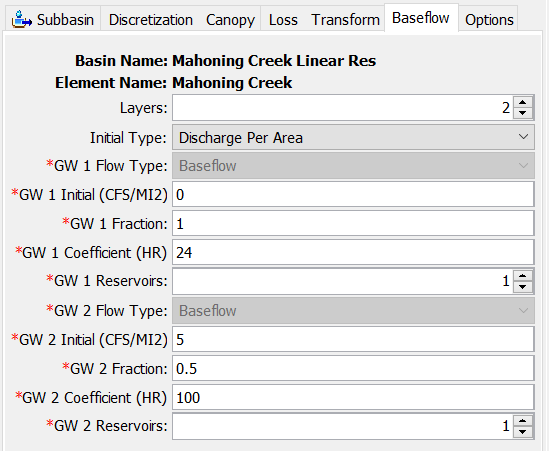 Subbasin Discretization Canopy Loss Transform Baseflow Options
Basin Name: Mahoning Creek Linear Res
Element Name: Mahoning Creek
Layers: 2
Initial Type: Discharge Per Area
*GW 1 Flow Type: Baseflow
*GW 1 Initial (CFS/MI2) 0
*GW 1 Fraction: 1
*GW 1 Coefficient (HR) 24
*GW 1 Reservoirs: 1
*GW 2 Flow Type: Baseflow
*GW 2 Initial (CFS/MI2) 5
*GW 2 Fraction: 0.5
*GW 2 Coefficient (HR) 100
*GW 2 Reservoirs: 1